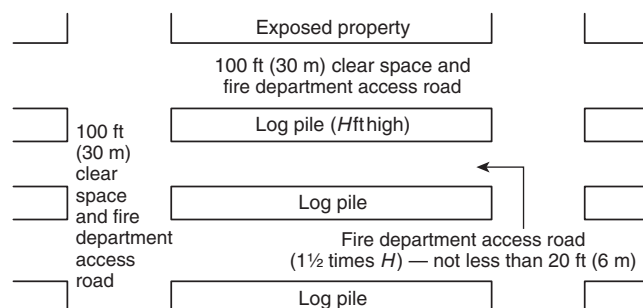 Exposed property
100 ft (30 m) clear space and
fire department access road
Log pile (H ft high)
100 ft
(30 m)
clear
space
and fire
department
access
road
Log pile
Fire department access road
(1½ times H) — not less than 20 ft (6 m)
Log pile